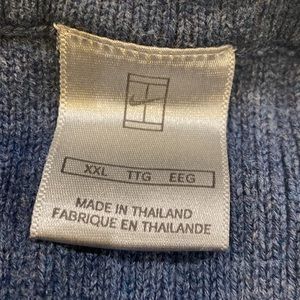 XXL TTG EEG
MADE IN THAILAND
FABRIQUE EN THAILANDE